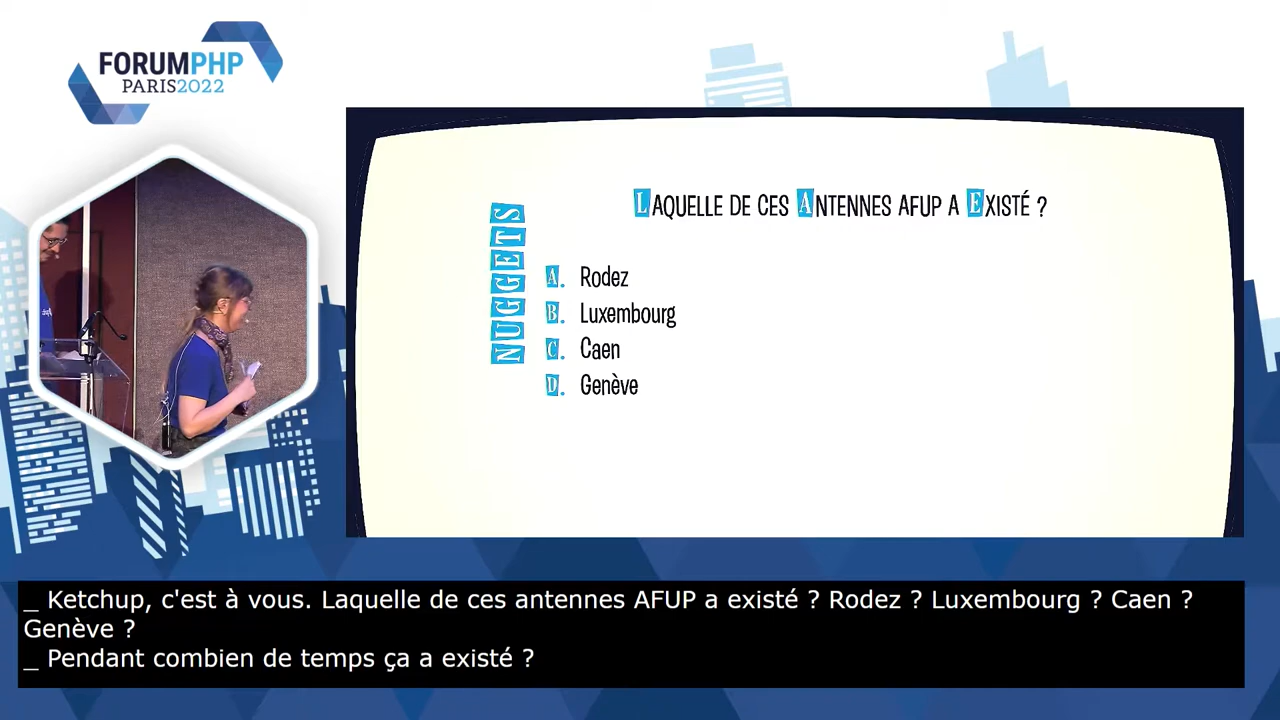 FORUMPHP
PARIS2022
LAQUELLE DE CES ANTENNES AFUP A EXISTÉ ?
NUGGETS
A. Rodez
B. Luxembourg
C. Caen
D. Genève
_ Ketchup, c'est à vous. Laquelle de ces antennes AFUP a existé ? Rodez ? Luxembourg ? Caen ?
Genève ?
_ Pendant combien de temps ça a existé ?